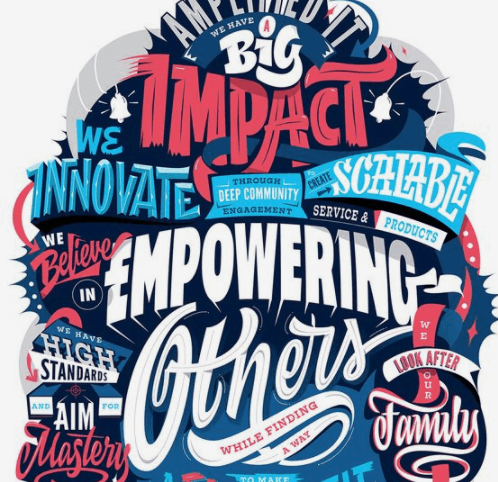 AMPLIFIED IT
WE HAVE A
BIG
IMPACT
WE
INNOVATE
THROUGH
DEEP COMMUNITY
ENGAGEMENT
WE CREATE
SCALABLE
SERVICE &
PRODUCTS
WE
Believe
IN
EMPOWERING
Others
WE HAVE
HIGH
STANDARDS
AND AIM FOR
Mastery
WE
LOOK AFTER
OUR
Family
WHILE FINDING
A WAY
TO MAKE
IT